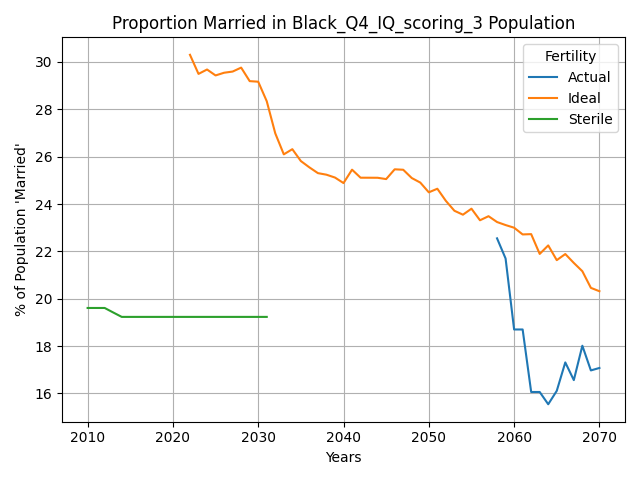 Proportion Married in Black_Q4_IQ_scoring_3 Population
% of Population 'Married'
30
28
26
24
22
20
18
16
Fertility
Actual
Ideal
Sterile
2010 2020 2030 2040 2050 2060 2070
Years